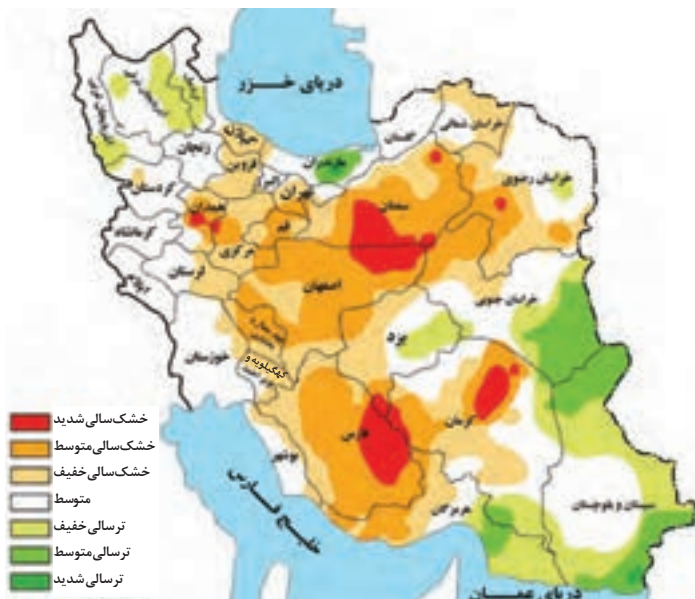 دریای خزر
گلستان
خراسان شمالی
خراسان رضوی
مازندران
زنجان
قزوین
تهران
سمنان
کردستان
همدان
قم
مرکزی
کرمانشاه
لرستان
ایلام
اصفهان
خراسان جنوبی
یزد
خوزستان
کهگیلویه و
فارس
کرمان
بوشهر
هرمزگان
سیستان و بلوچستان
خلیج فارس
دریای عمان
خشک‌سالی شدید
خشک‌سالی متوسط
خشک‌سالی خفیف
متوسط
ترسالی خفیف
ترسالی متوسط
ترسالی شدید